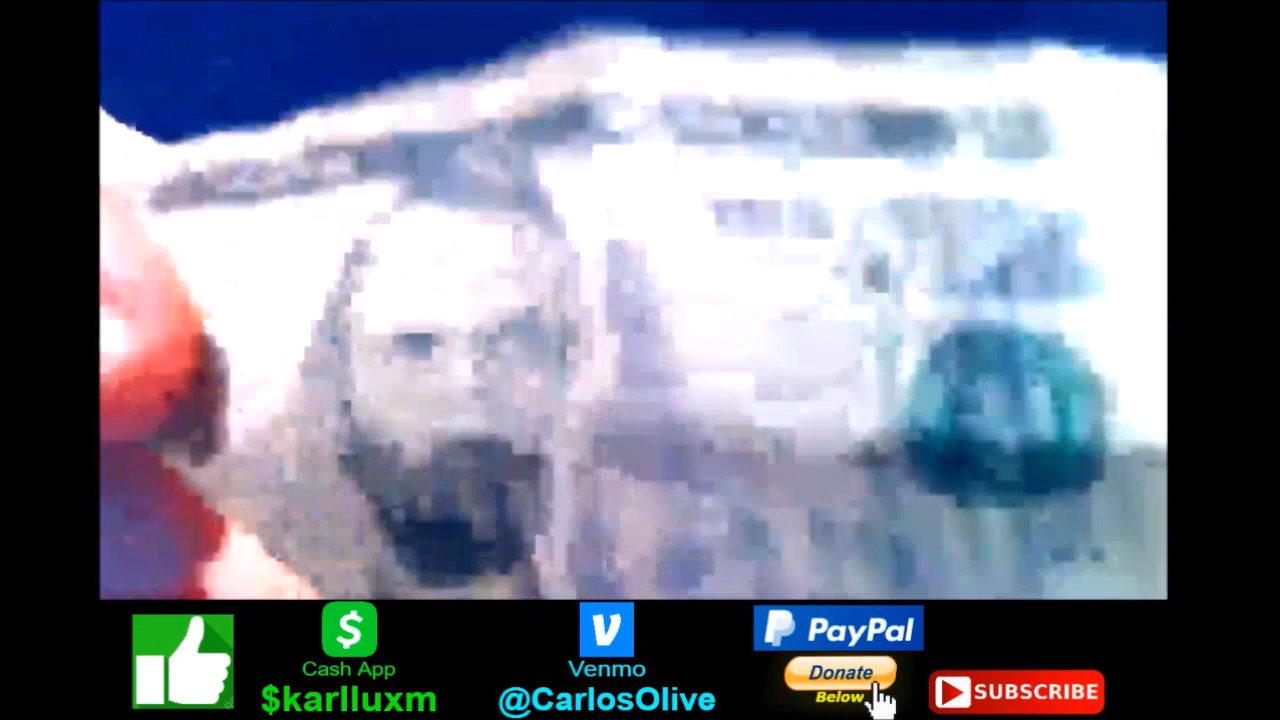 $
Cash App
$karlluxm
V
Venmo
@CarlosOlive
P PayPal
Donate
Below
SUBSCRIBE